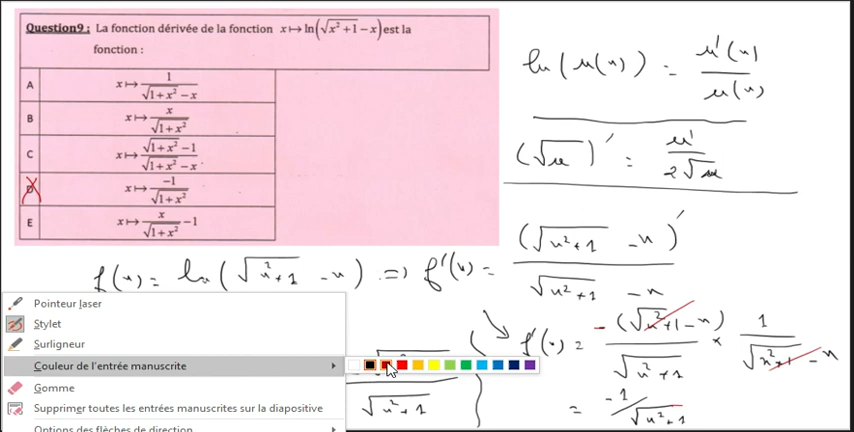 Question9 : La fonction dérivée de la fonction x↦ln(√(x²+1)−x) est la
fonction :
A x↦ 1/(√(1+x²)−x)
B x↦ x/√(1+x²)
C x↦ (√(1+x²)−1)/(√(1+x²)−x)
D x↦ −1/√(1+x²)
E x↦ x/√(1+x²) −1
ln(u(x)) = u'(x)/u(x)
(√u)' = u'/(2√u)
f(x) = ln(√(x²+1) −x) ⇒ f'(x) = (√(x²+1) −x)'/(√(x²+1) −x)
f'(x) = −(√(x²+1) −x)/√(x²+1) × 1/(√(x²+1) −x)
= −1/√(x²+1)
√(x²+1)
Pointeur laser
Stylet
Surligneur
Couleur de l'entrée manuscrite
Gomme
Supprimer toutes les entrées manuscrites sur la diapositive
Options des flèches de direction